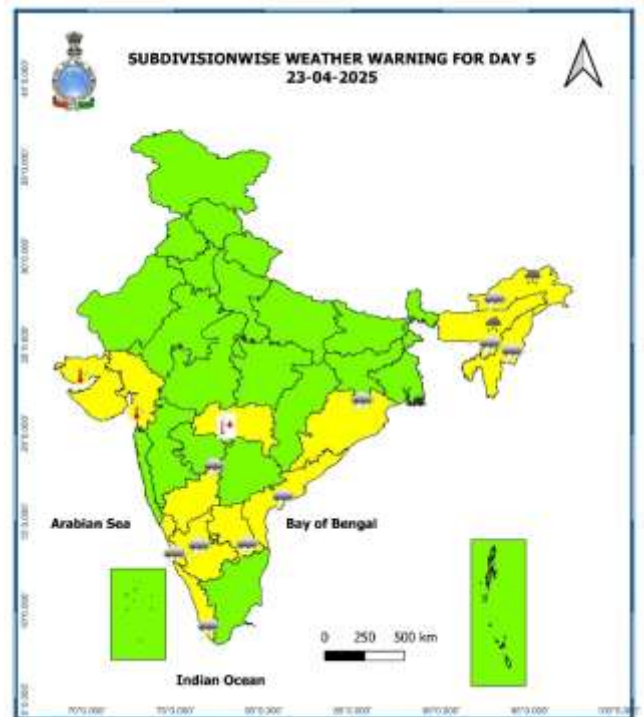 SUBDIVISIONWISE WEATHER WARNING FOR DAY 5
23-04-2025
Arabian Sea
Bay of Bengal
0 250 500 km
Indian Ocean